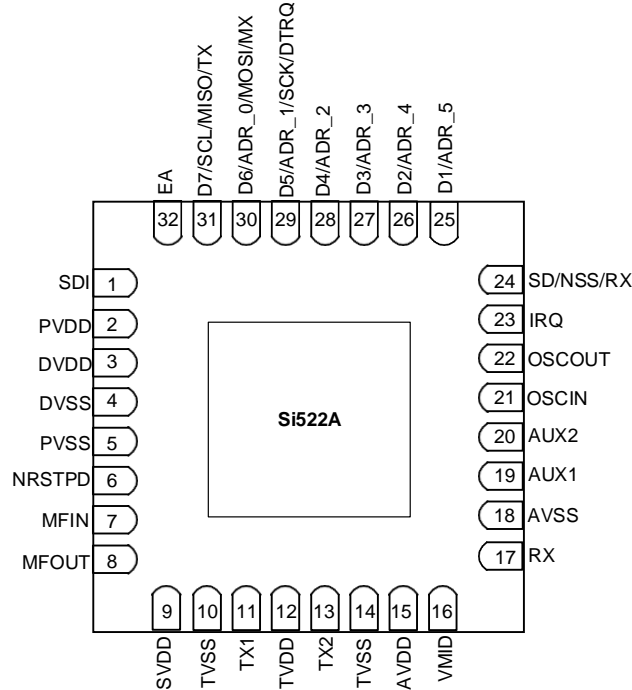 EA
D7/SCL/MISO/TX
D6/ADR_0/MOSI/MX
D5/ADR_1/SCK/DTRQ
D4/ADR_2
D3/ADR_3
D2/ADR_4
D1/ADR_5
32 31 30 29 28 27 26 25
SDI 1
PVDD 2
DVDD 3
DVSS 4
PVSS 5
NRSTPD 6
MFIN 7
MFOUT 8
Si522A
24 SD/NSS/RX
23 IRQ
22 OSCOUT
21 OSCIN
20 AUX2
19 AUX1
18 AVSS
17 RX
9 10 11 12 13 14 15 16
SVDD
TVSS
TX1
TVDD
TX2
TVSS
AVDD
VMID